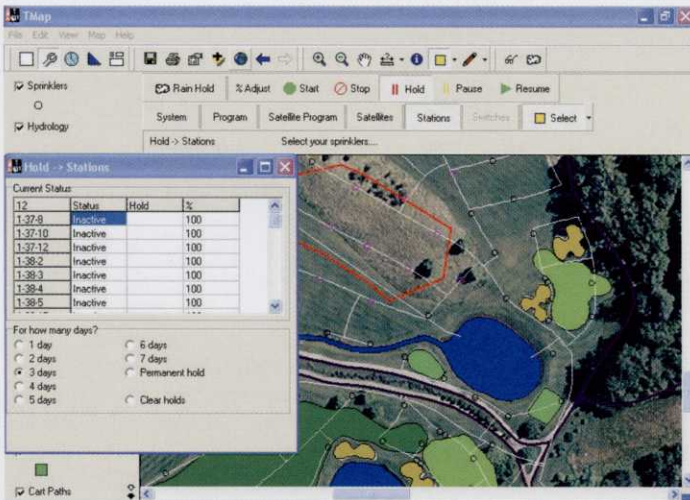 TMap
File Edit View Map Help
Sprinklers
Rain Hold % Adjust Start Stop Hold Pause Resume
Hydrology
System Program Satellite Program Satellites Stations Switches Select
Hold -> Stations Select your sprinklers...
Hold -> Stations
Current Status
12 Status Hold %
1-37-8 Inactive 100
1-37-10 Inactive 100
1-37-12 Inactive 100
1-38-2 Inactive 100
1-38-3 Inactive 100
1-38-4 Inactive 100
1-38-5 Inactive 100
For how many days?
1 day 6 days
2 days 7 days
3 days Permanent hold
4 days
5 days Clear holds
Cart Paths